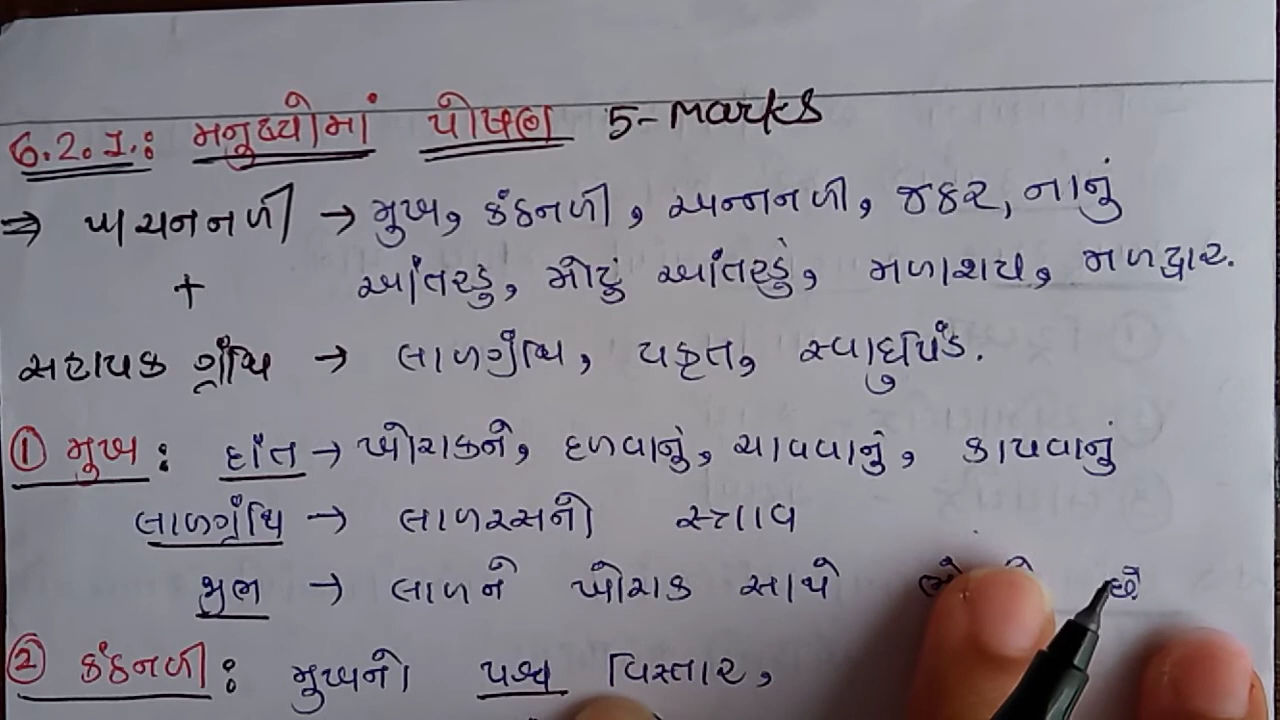 6.2.1.: મનુષ્યોમાં પોષણ 5-marks
⇒ પાચનનળી → મુખ, કંઠનળી, અન્નનળી, જઠર, નાનું
+ આંતરડું, મોટું આંતરડું, મળાશય, મળદ્વાર.
સહાયક ગ્રંથિ → લાળગ્રંથિ, યકૃત, સ્વાદુપિંડ.
① મુખ: દાંત → ખોરાકને, દળવાનું, ચાવવાનું, કાપવાનું
લાળગ્રંથિ → લાળરસનો સ્ત્રાવ
જીભ → લાળને ખોરાક સાથે છે
② કંઠનળી: મુખનો પશ્વ વિસ્તાર,